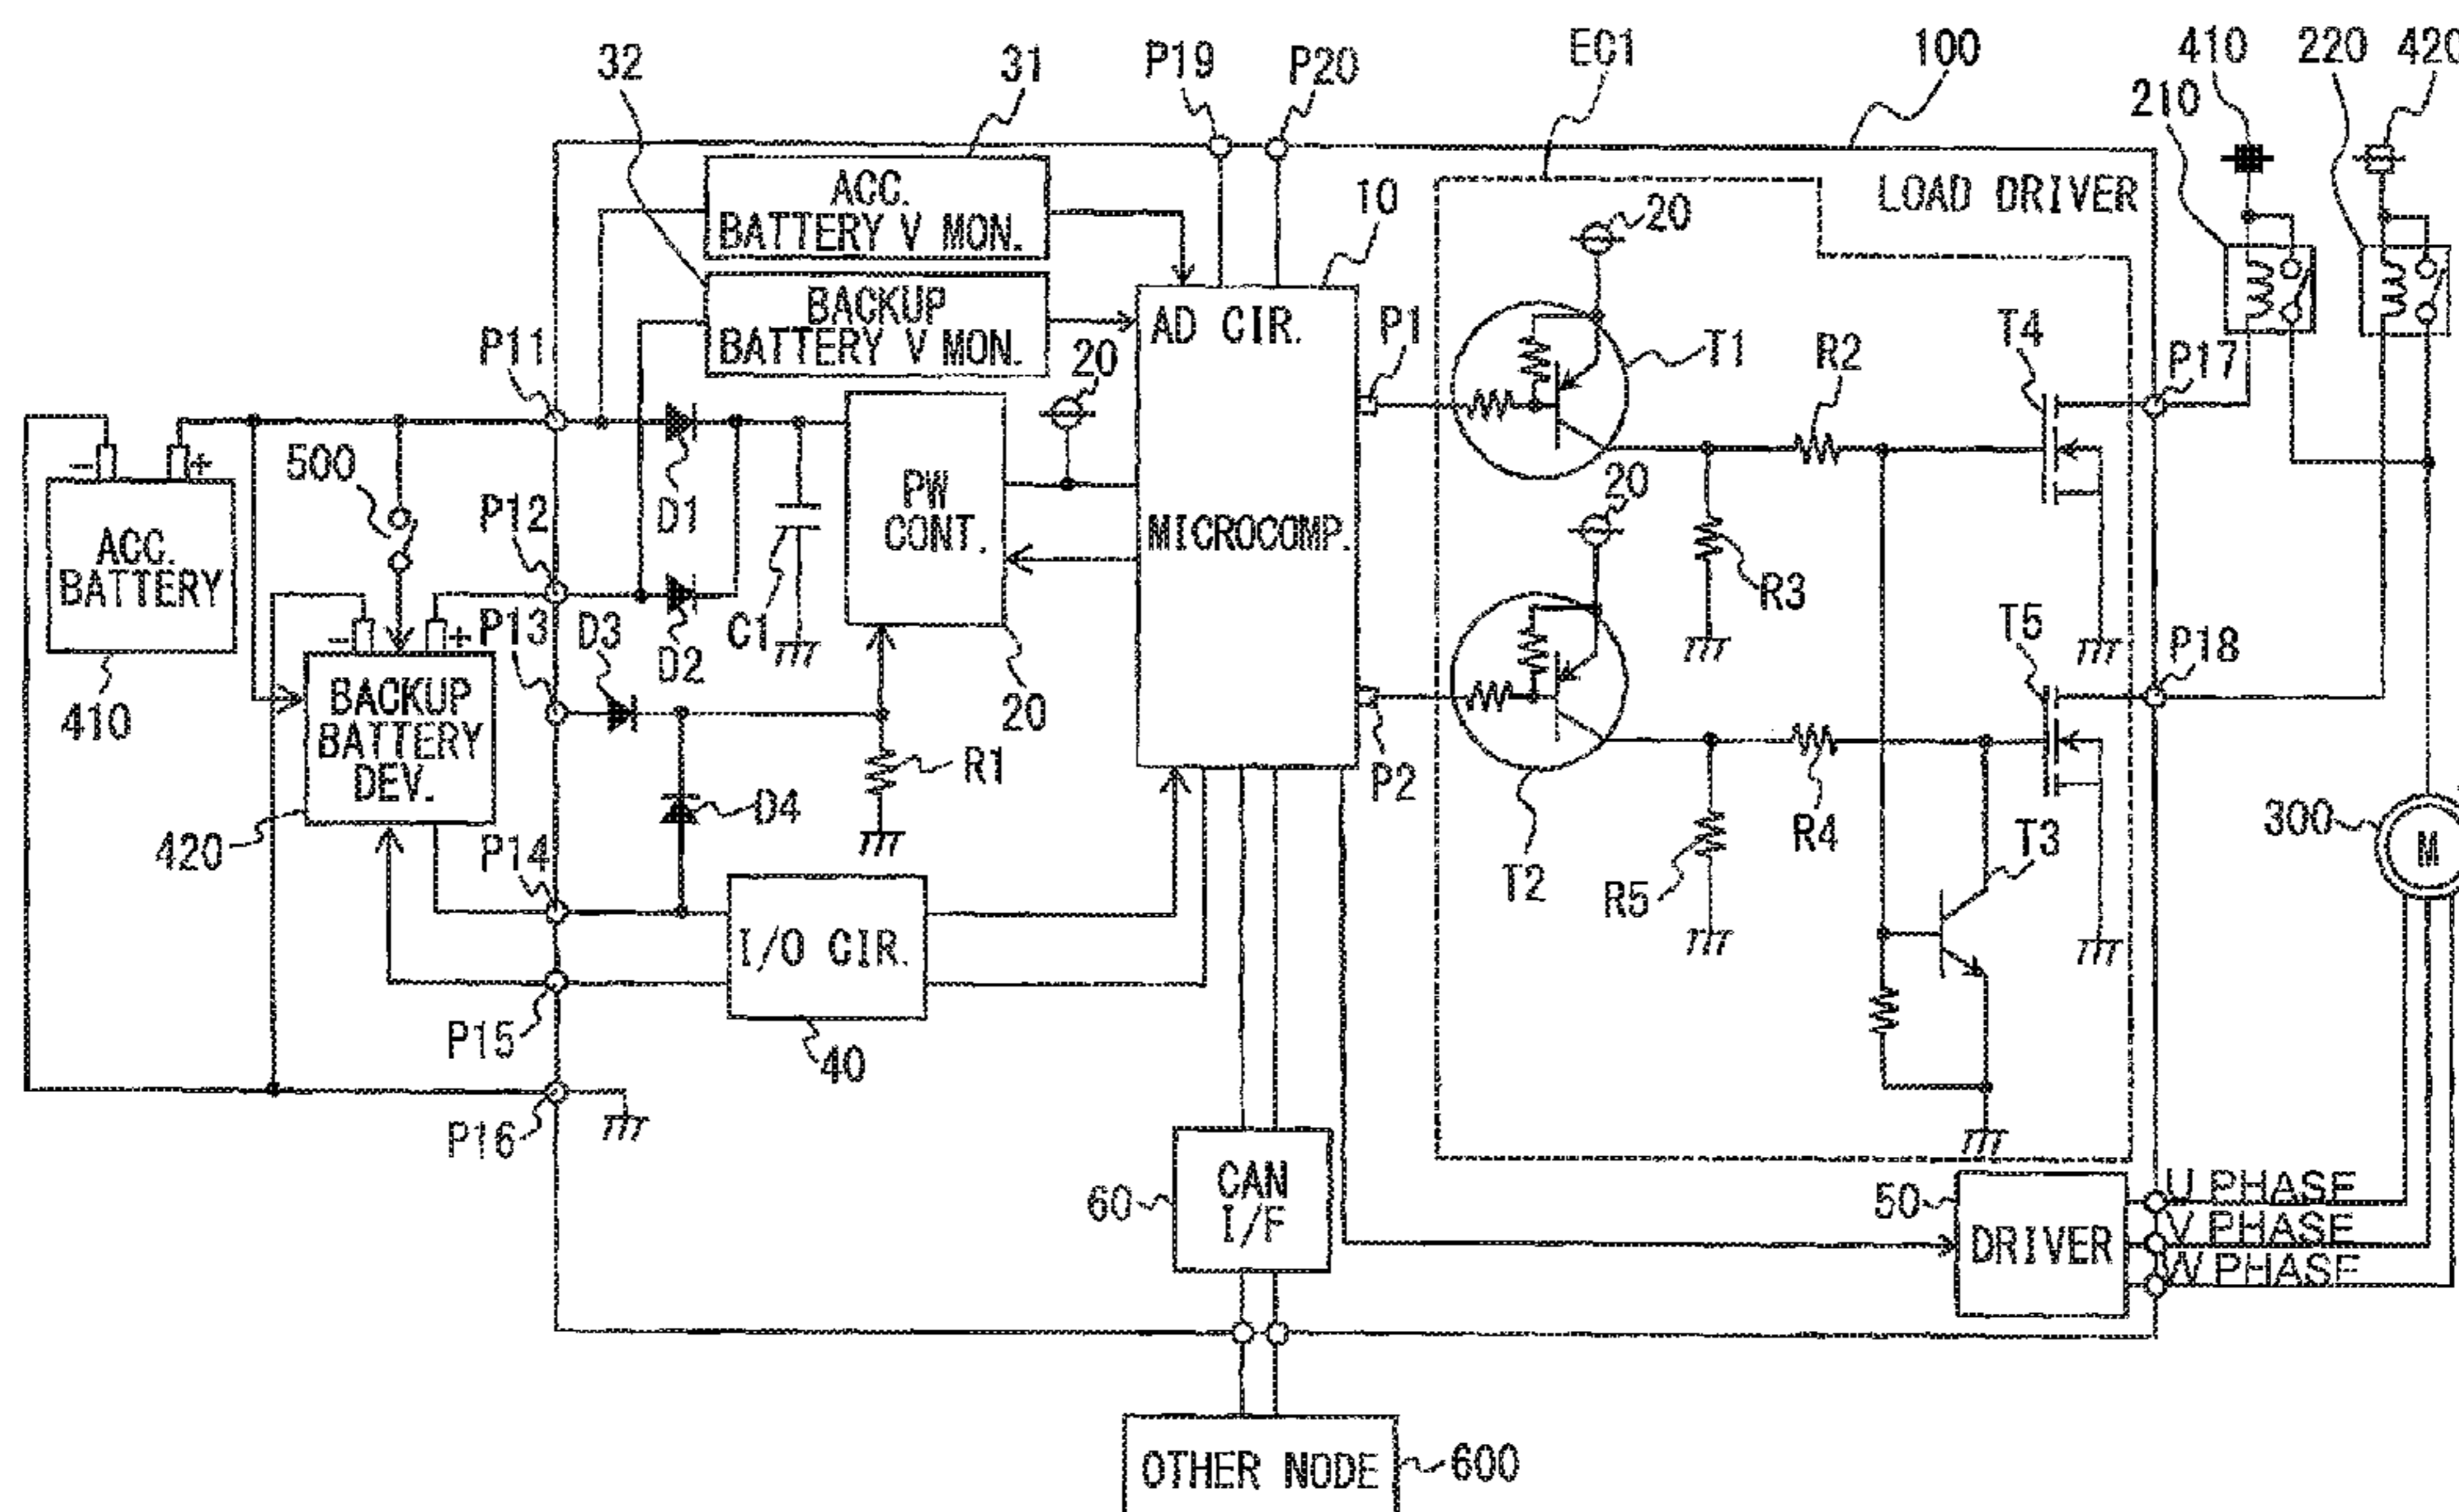 32
31
P19
P20
EC1
100
410
220
420
210
ACC.
BATTERY V MON.
10
LOAD DRIVER
20
BACKUP
BATTERY V MON.
AD CIR.
P1
T1
R2
T4
P17
P11
20
-
+
500
D1
PW
CONT.
MICROCOMP.
20
ACC.
BATTERY
P12
R3
T5
P18
410
-
+
P13
D3
D2
C1
20
BACKUP
BATTERY
DEV.
R1
P2
D4
R4
T3
300
M
420
P14
T2
R5
I/O CIR.
P15
40
P16
CAN
I/F
60
50
DRIVER
U PHASE
V PHASE
W PHASE
OTHER NODE
600